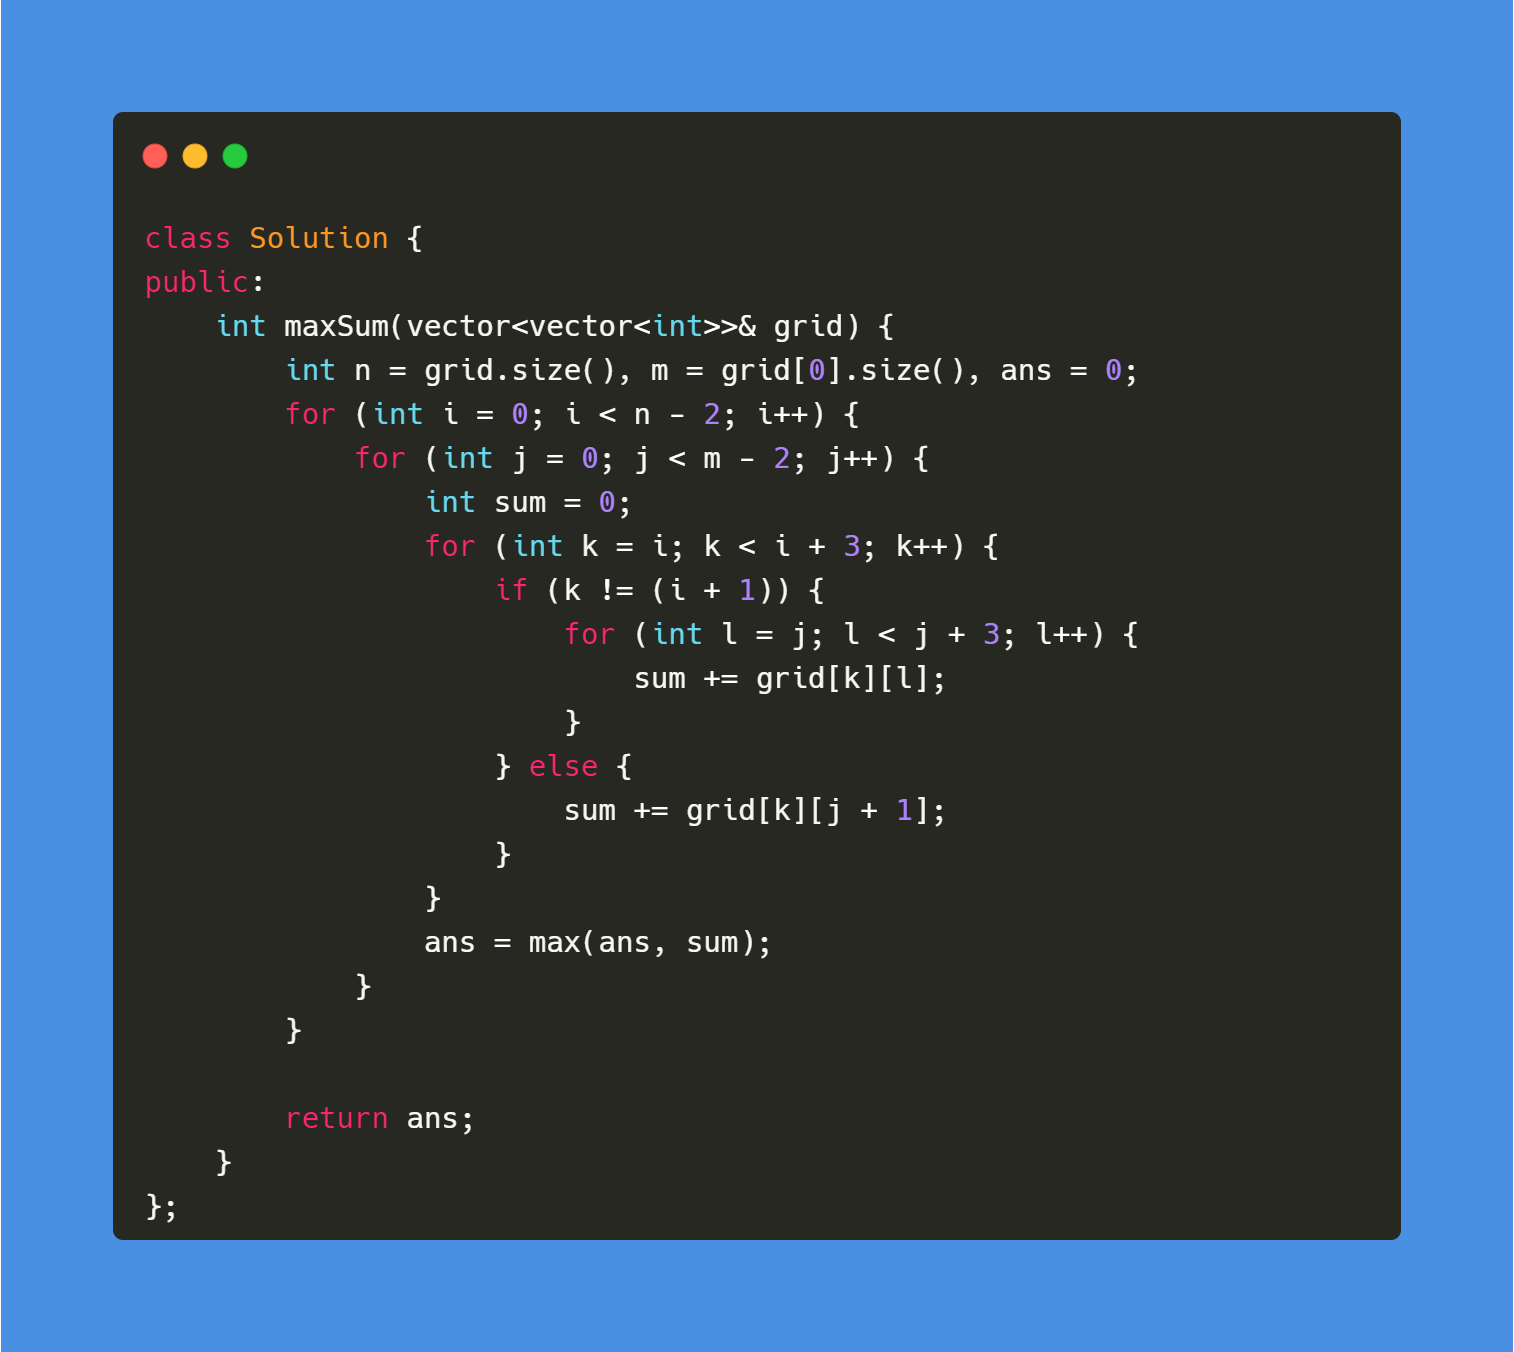 class Solution {
public:
    int maxSum(vector<vector<int>>& grid) {
        int n = grid.size(), m = grid[0].size(), ans = 0;
        for (int i = 0; i < n - 2; i++) {
            for (int j = 0; j < m - 2; j++) {
                int sum = 0;
                for (int k = i; k < i + 3; k++) {
                    if (k != (i + 1)) {
                        for (int l = j; l < j + 3; l++) {
                            sum += grid[k][l];
                        }
                    } else {
                        sum += grid[k][j + 1];
                    }
                }
                ans = max(ans, sum);
            }
        }

        return ans;
    }
};